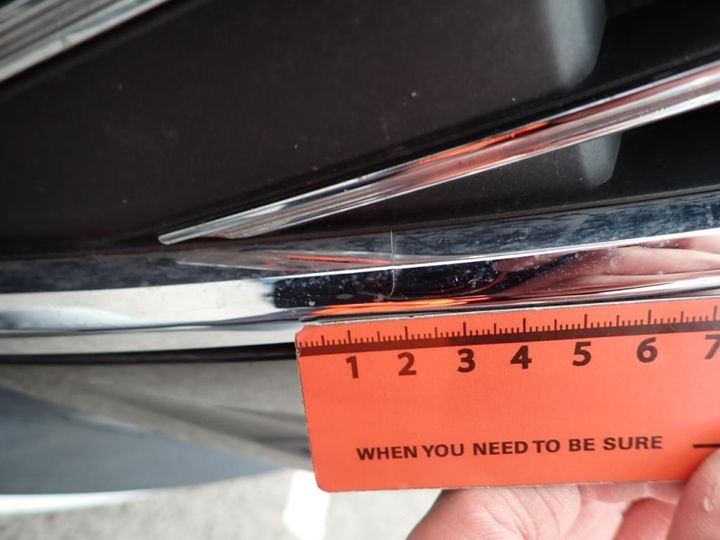 1 2 3 4 5 6 7
WHEN YOU NEED TO BE SURE